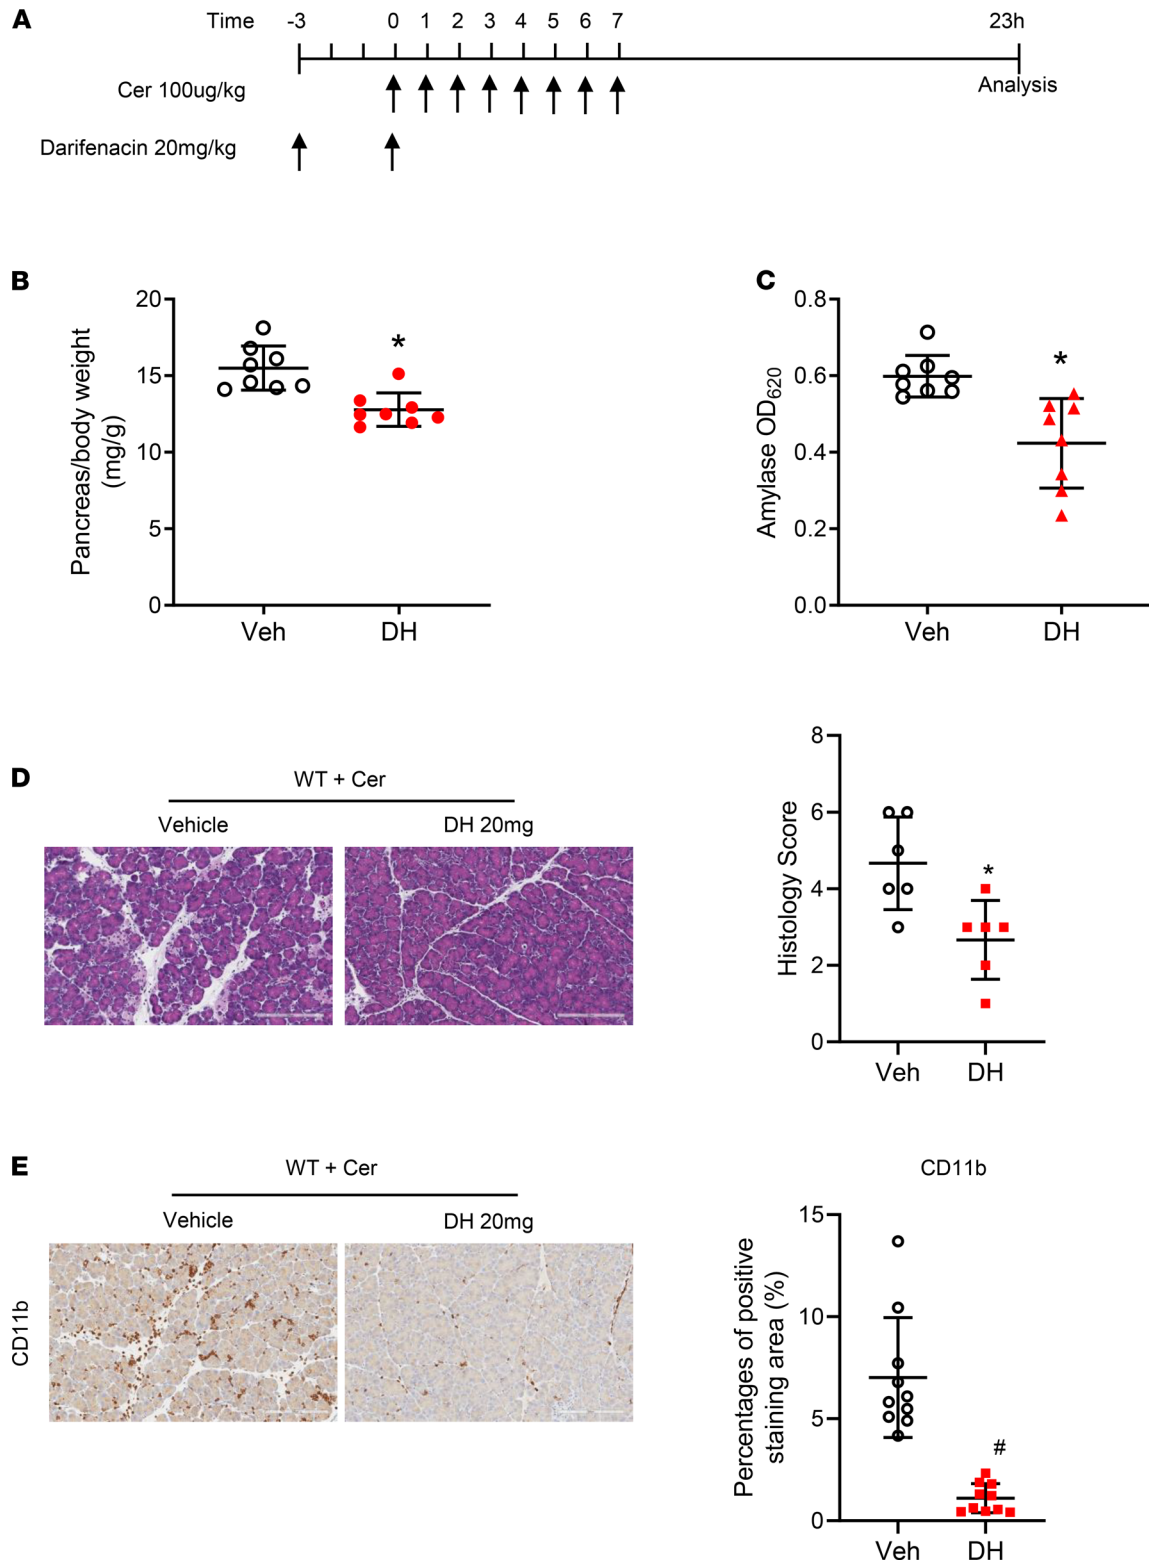 A
Time -3 0 1 2 3 4 5 6 7 23h
Cer 100ug/kg
Analysis
Darifenacin 20mg/kg
B
Pancreas/body weight
(mg/g)
20
15
10
5
0
*
Veh DH
C
Amylase OD620
0.8
0.6
0.4
0.2
0.0
*
Veh DH
D
WT + Cer
Vehicle DH 20mg
Histology Score
8
6
4
2
0
*
Veh DH
E
WT + Cer
Vehicle DH 20mg
CD11b
CD11b
Percentages of positive
staining area (%)
15
10
5
0
#
Veh DH